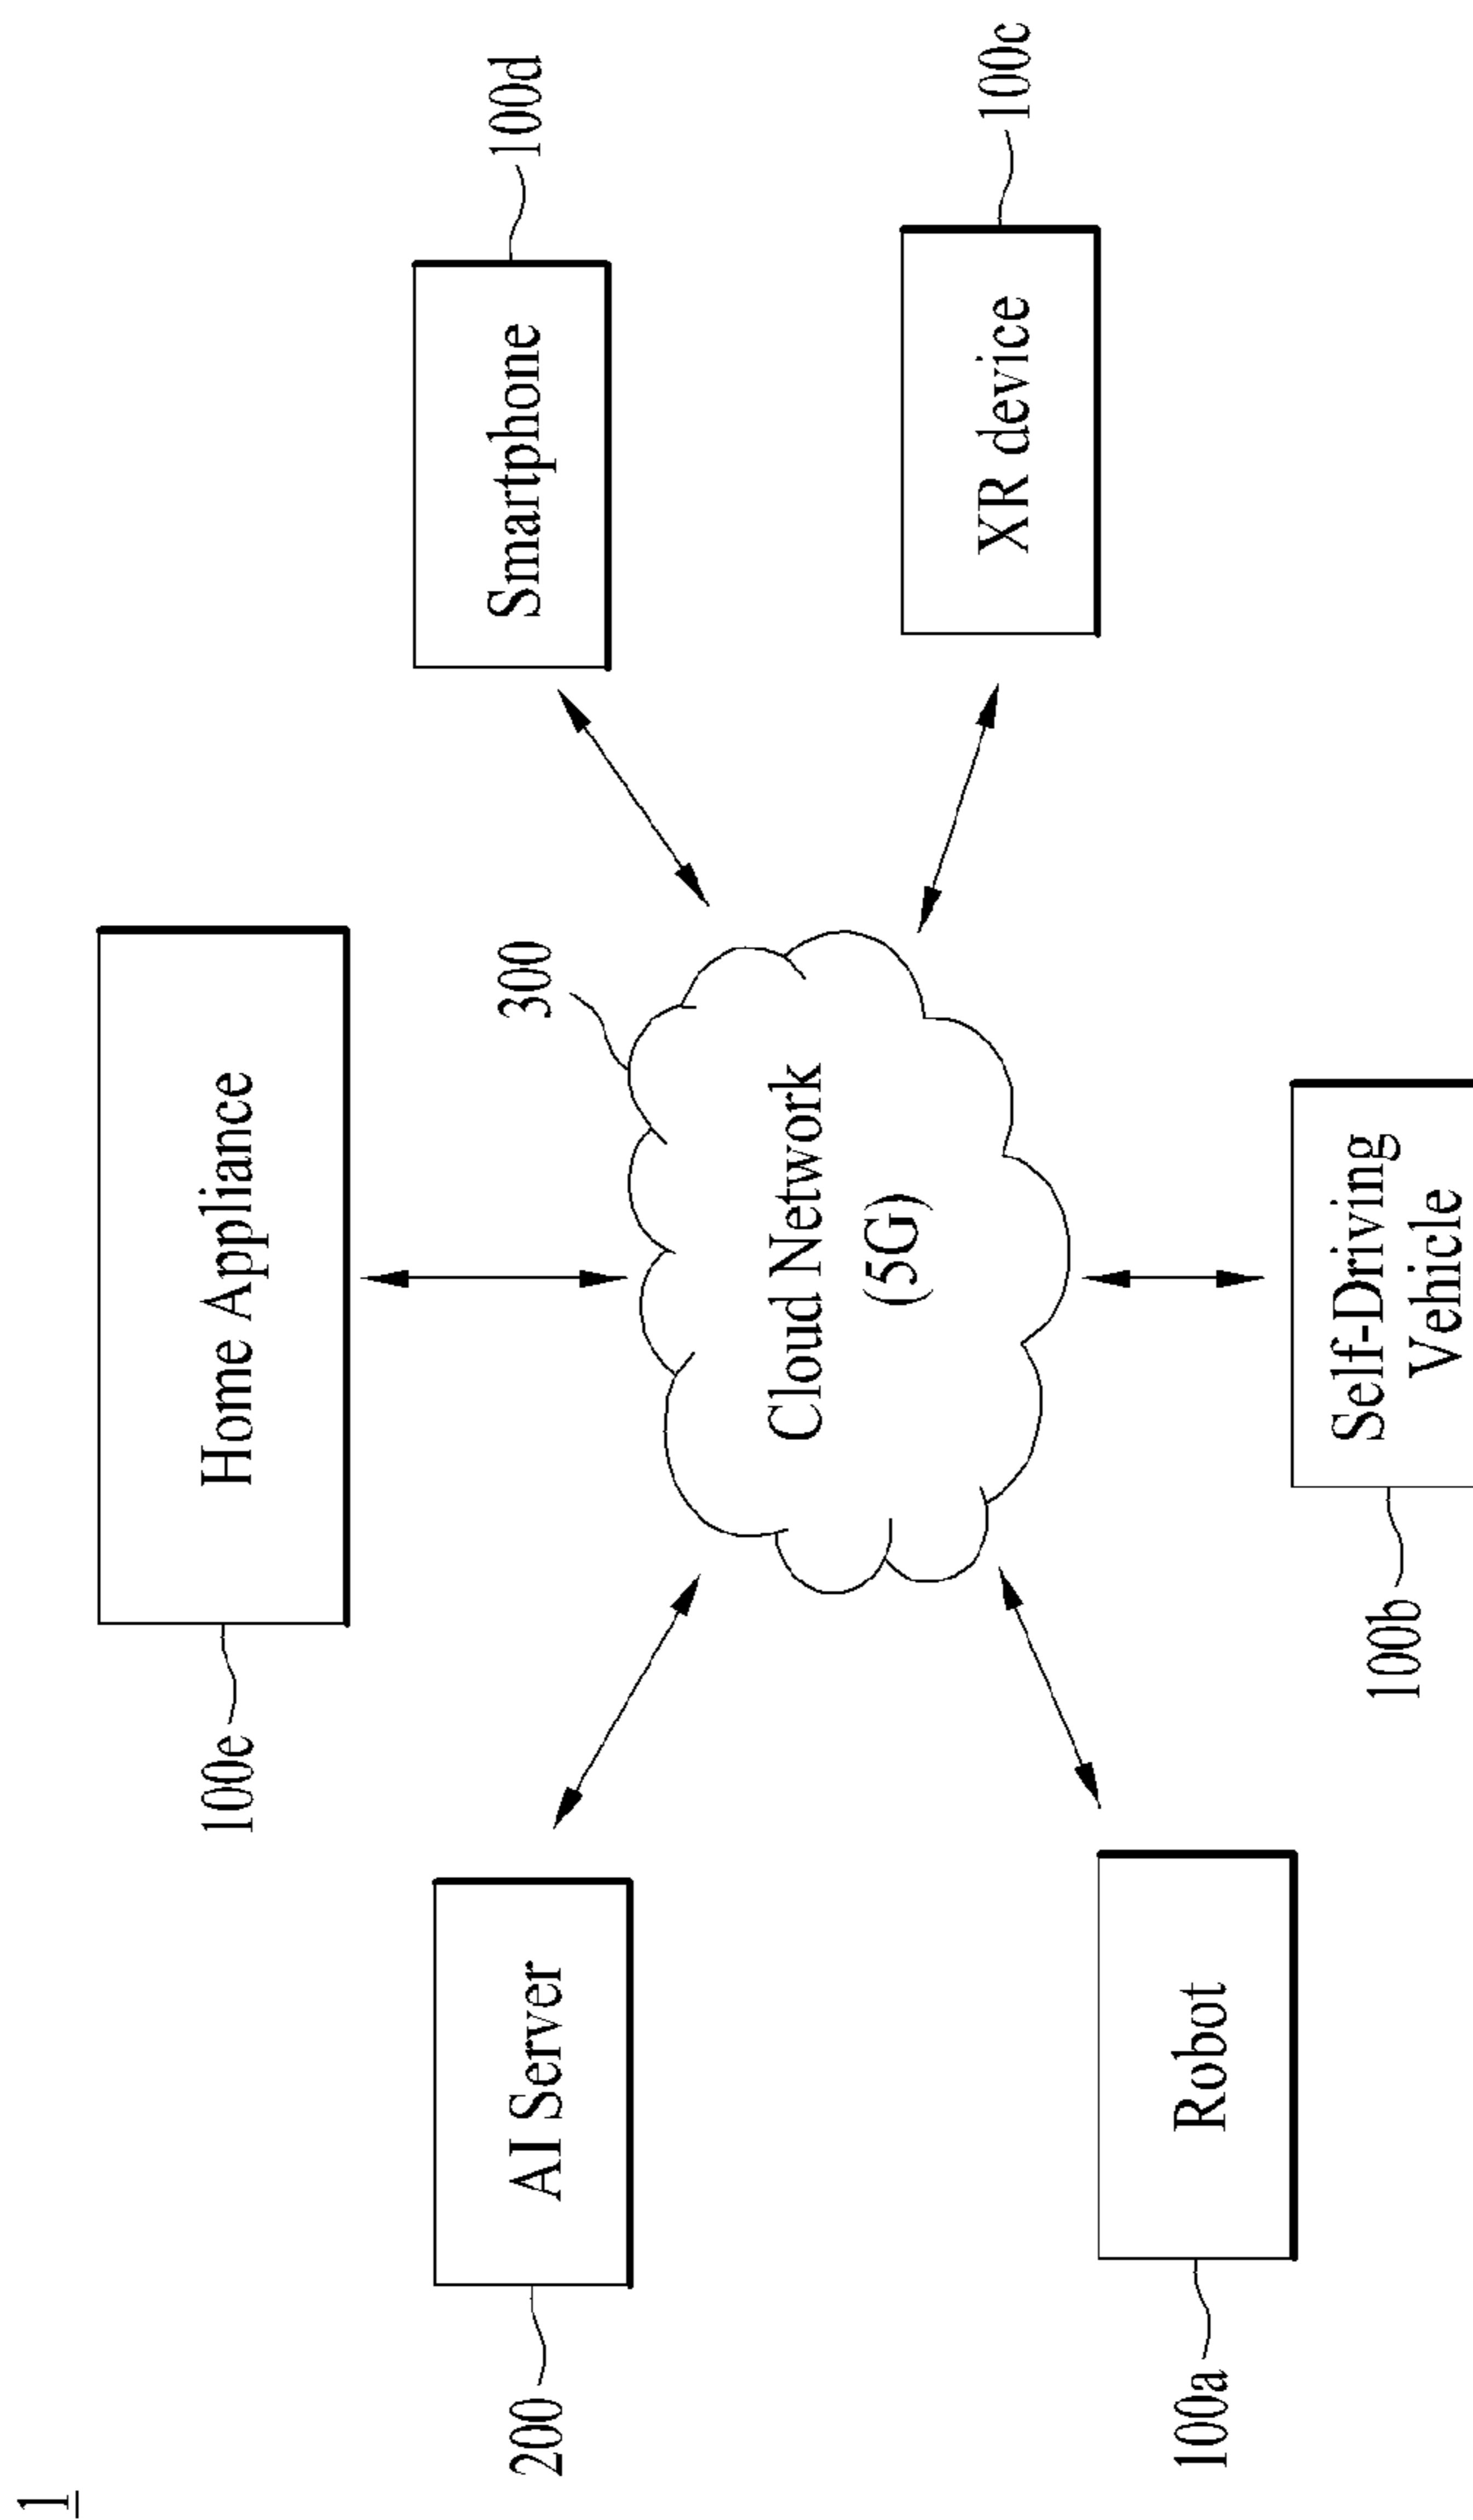 1
100e
Home Appliance
200
AI Server
300
Smartphone
100d
Cloud Network
(5G)
XR device
100c
100a
Robot
100b
Self-Driving
Vehicle